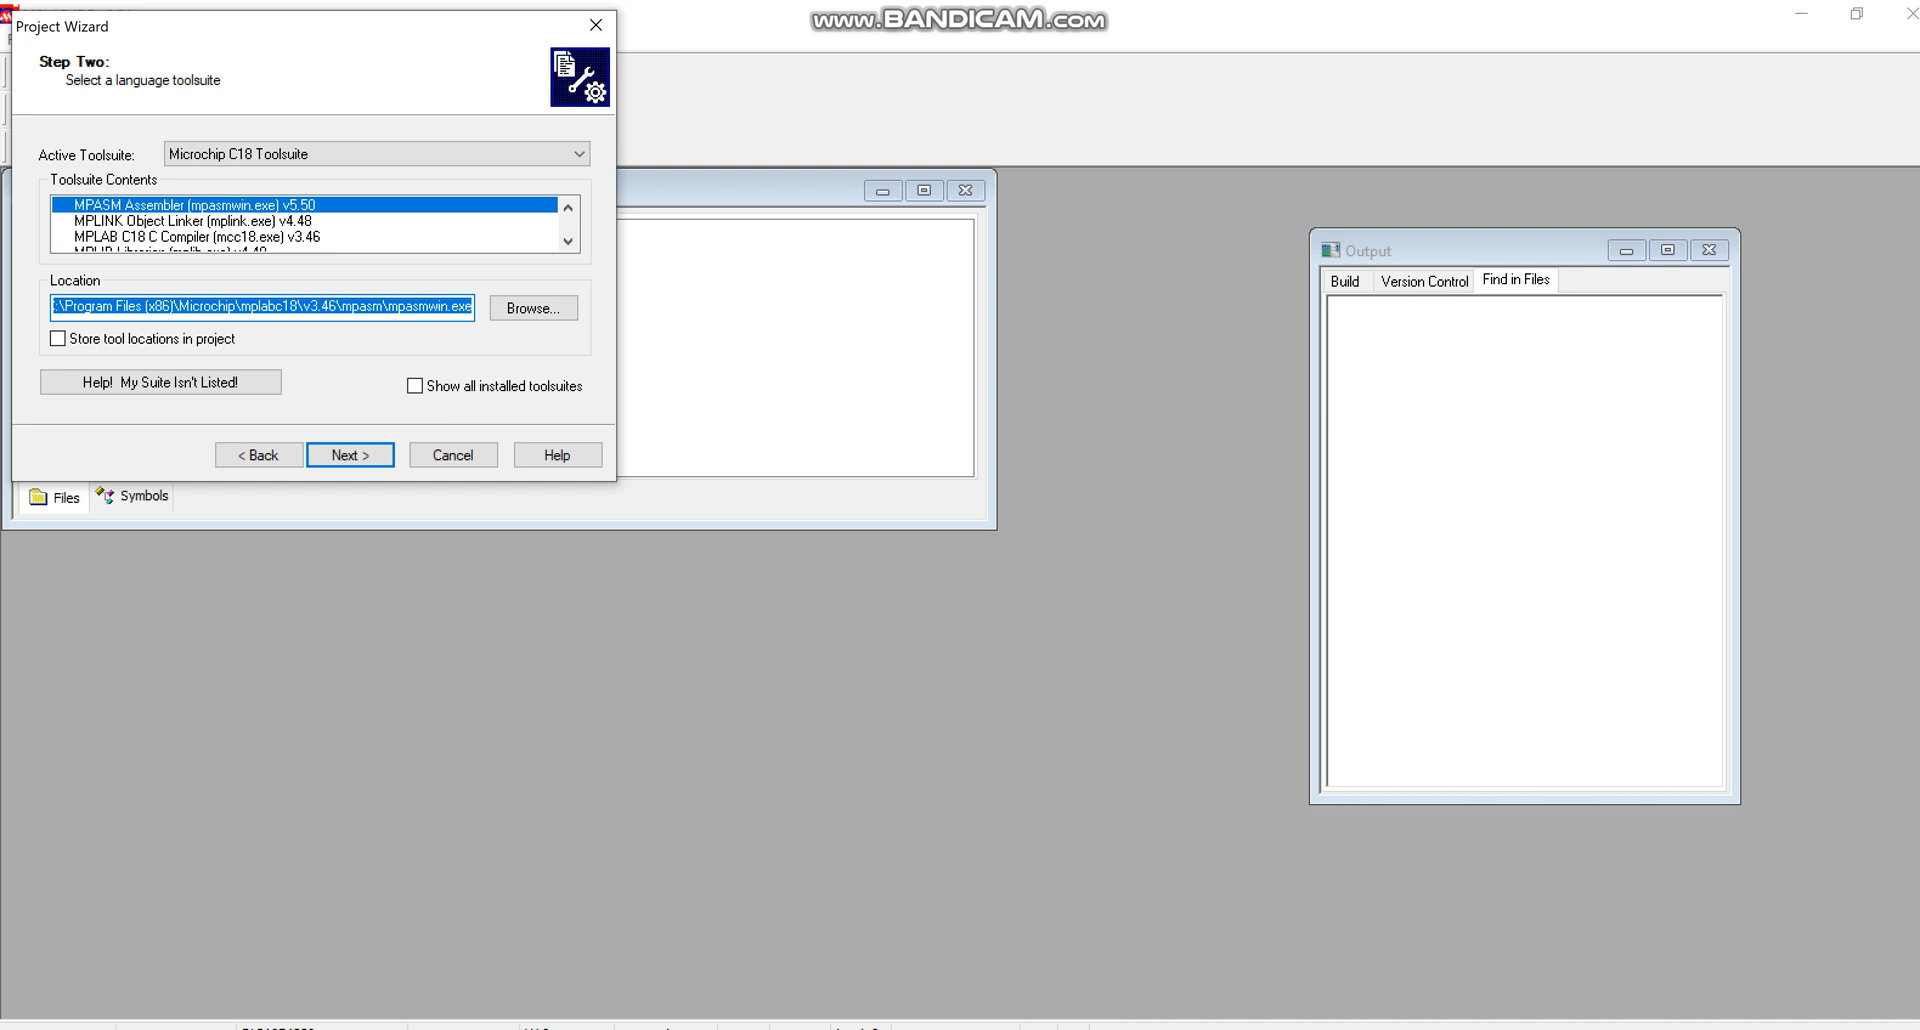 www.BANDICAM.com
Project Wizard
Step Two:
Select a language toolsuite
Active Toolsuite: Microchip C18 Toolsuite
Toolsuite Contents
MPASM Assembler (mpasmwin.exe) v5.50
MPLINK Object Linker (mplink.exe) v4.48
MPLAB C18 C Compiler (mcc18.exe) v3.46
Location
:\Program Files (x86)\Microchip\mplabc18\v3.46\mpasm\mpasmwin.exe
Browse...
Store tool locations in project
Help! My Suite Isn't Listed!
Show all installed toolsuites
< Back
Next >
Cancel
Help
Files
Symbols
Output
Build
Version Control
Find in Files